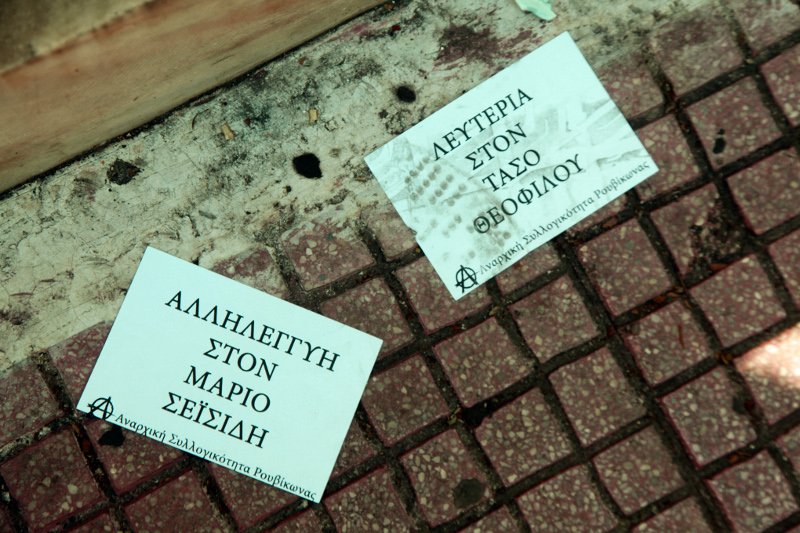 ΛΕΥΤΕΡΙΑ
ΣΤΟΝ
ΤΑΣΟ
ΘΕΟΦΙΛΟΥ
Αναρχική Συλλογικότητα Ρουβίκωνας
ΑΛΛΗΛΕΓΓΥΗ
ΣΤΟΝ
ΜΑΡΙΟ
ΣΕΪΣΙΔΗ
Αναρχική Συλλογικότητα Ρουβίκωνας